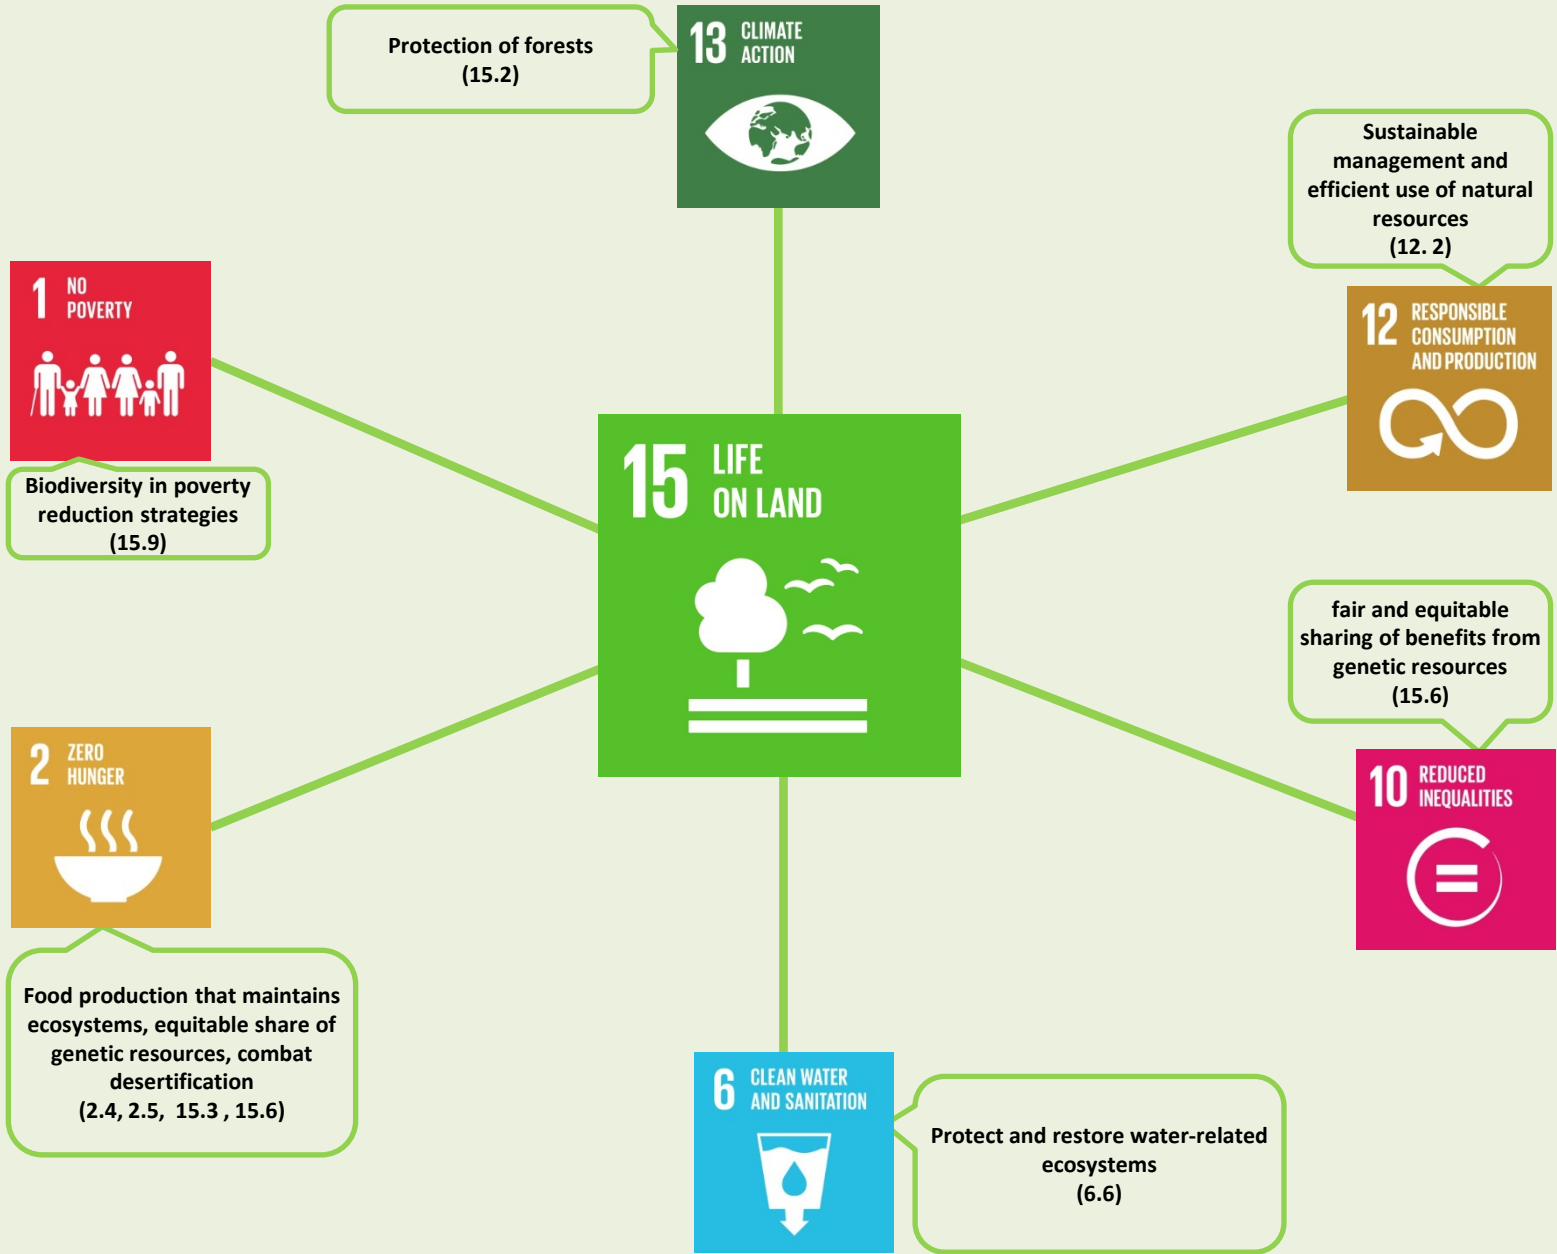 Protection of forests
(15.2)
13 CLIMATE
ACTION
Sustainable
management and
efficient use of natural
resources
(12. 2)
1 NO
POVERTY
12 RESPONSIBLE
CONSUMPTION
AND PRODUCTION
Biodiversity in poverty
reduction strategies
(15.9)
15 LIFE
ON LAND
fair and equitable
sharing of benefits from
genetic resources
(15.6)
2 ZERO
HUNGER
10 REDUCED
INEQUALITIES
Food production that maintains
ecosystems, equitable share of
genetic resources, combat
desertification
(2.4, 2.5, 15.3 , 15.6)
6 CLEAN WATER
AND SANITATION
Protect and restore water-related
ecosystems
(6.6)